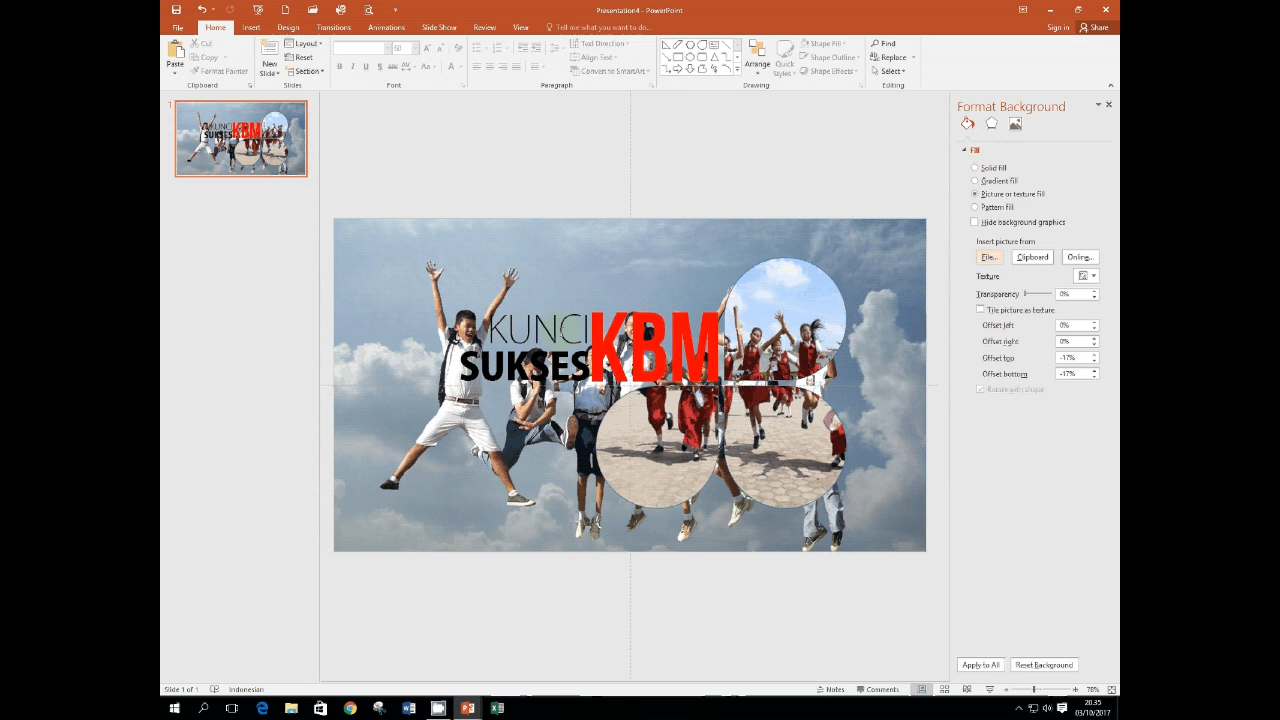 Presentation4 - PowerPoint
File Home Insert Design Transitions Animations Slide Show Review View Tell me what you want to do... Sign in Share
Paste Cut Copy Format Painter Clipboard
New Slide Layout Reset Section Slides
60 Font
Text Direction Align Text Convert to SmartArt Paragraph
Arrange Quick Styles Shape Fill Shape Outline Shape Effects Drawing
Find Replace Select Editing
1
KUNCI
SUKSES KBM
KUNCI
SUKSES KBM
Format Background
Fill
Solid fill
Gradient fill
Picture or texture fill
Pattern fill
Hide background graphics
Insert picture from
File... Clipboard Online...
Texture
Transparency 0%
Tile picture as texture
Offset left 0%
Offset right 0%
Offset top -17%
Offset bottom -17%
Rotate with shape
Apply to All Reset Background
Slide 1 of 1 Indonesian Notes Comments 78%
20.35
03/10/2017